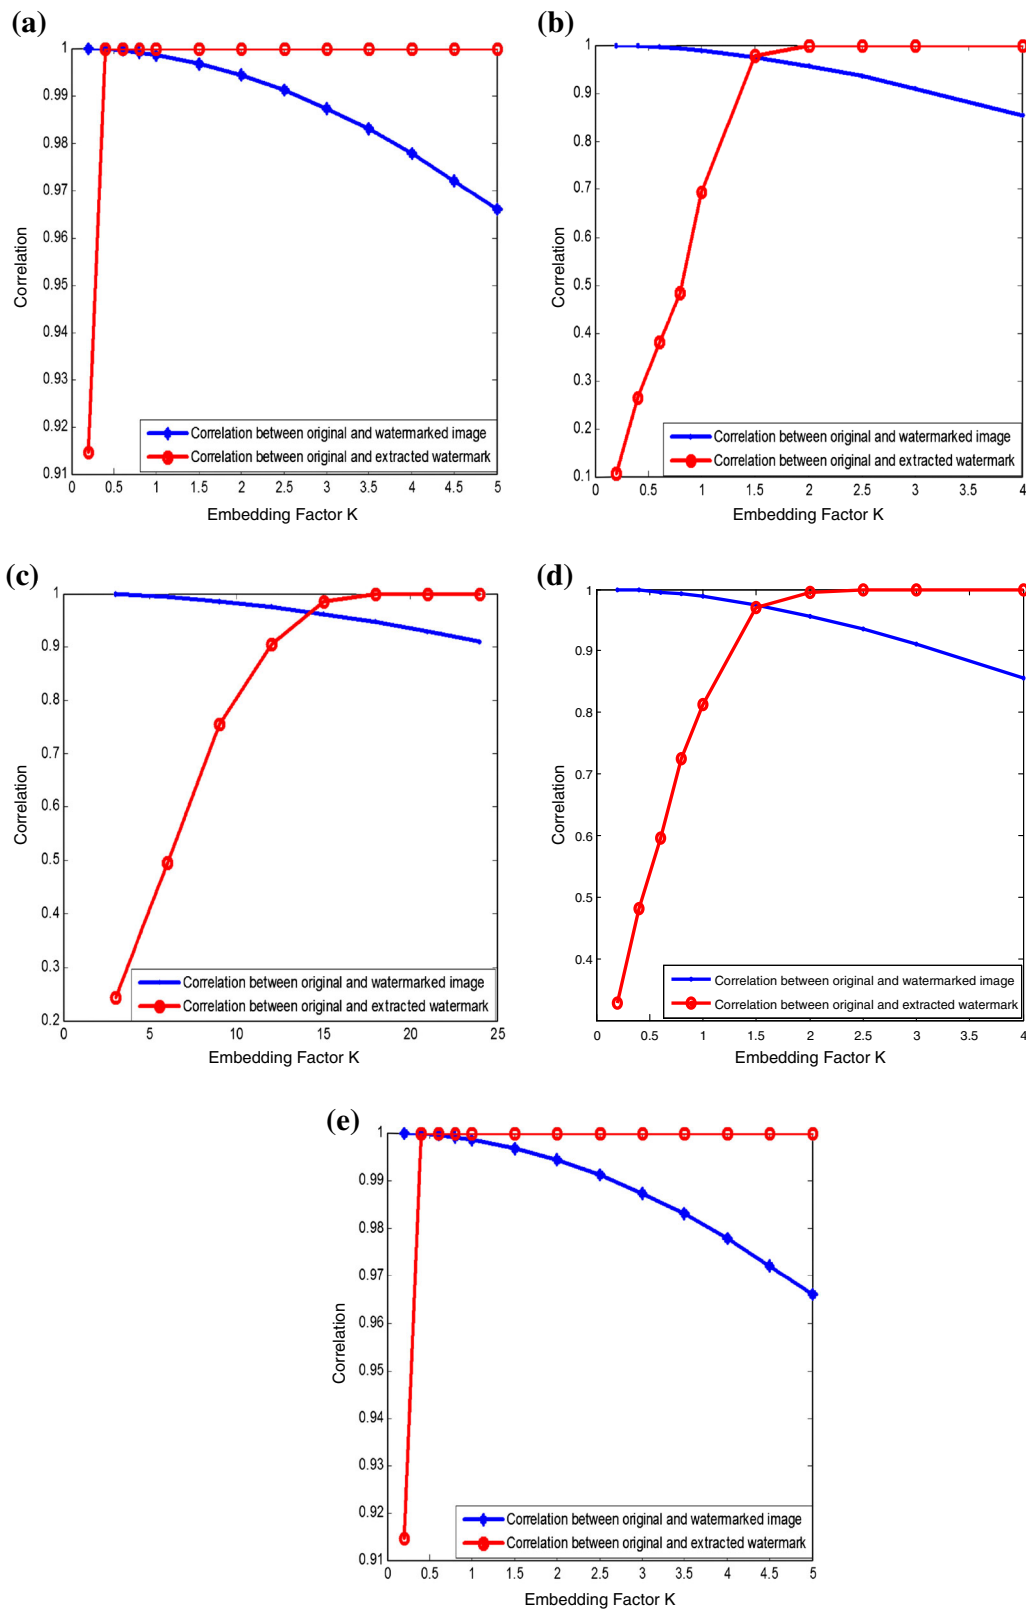 (a)
1
0.99
0.98
0.97
0.96
0.95
0.94
0.93
0.92
0.91
Correlation
Correlation between original and watermarked image
Correlation between original and extracted watermark
0 0.5 1 1.5 2 2.5 3 3.5 4 4.5 5
Embedding Factor K
(b)
1
0.9
0.8
0.7
0.6
0.5
0.4
0.3
0.2
0.1
Correlation
Correlation between original and watermarked image
Correlation between original and extracted watermark
0 0.5 1 1.5 2 2.5 3 3.5 4
Embedding Factor K
(c)
1
0.9
0.8
0.7
0.6
0.5
0.4
0.3
0.2
Correlation
Correlation between original and watermarked image
Correlation between original and extracted watermark
0 5 10 15 20 25
Embedding Factor K
(d)
1
0.9
0.8
0.7
0.6
0.5
0.4
Correlation
Correlation between original and watermarked image
Correlation between original and extracted watermark
0 0.5 1 1.5 2 2.5 3 3.5 4
Embedding Factor K
(e)
1
0.99
0.98
0.97
0.96
0.95
0.94
0.93
0.92
0.91
Correlation
Correlation between original and watermarked image
Correlation between original and extracted watermark
0 0.5 1 1.5 2 2.5 3 3.5 4 4.5 5
Embedding Factor K